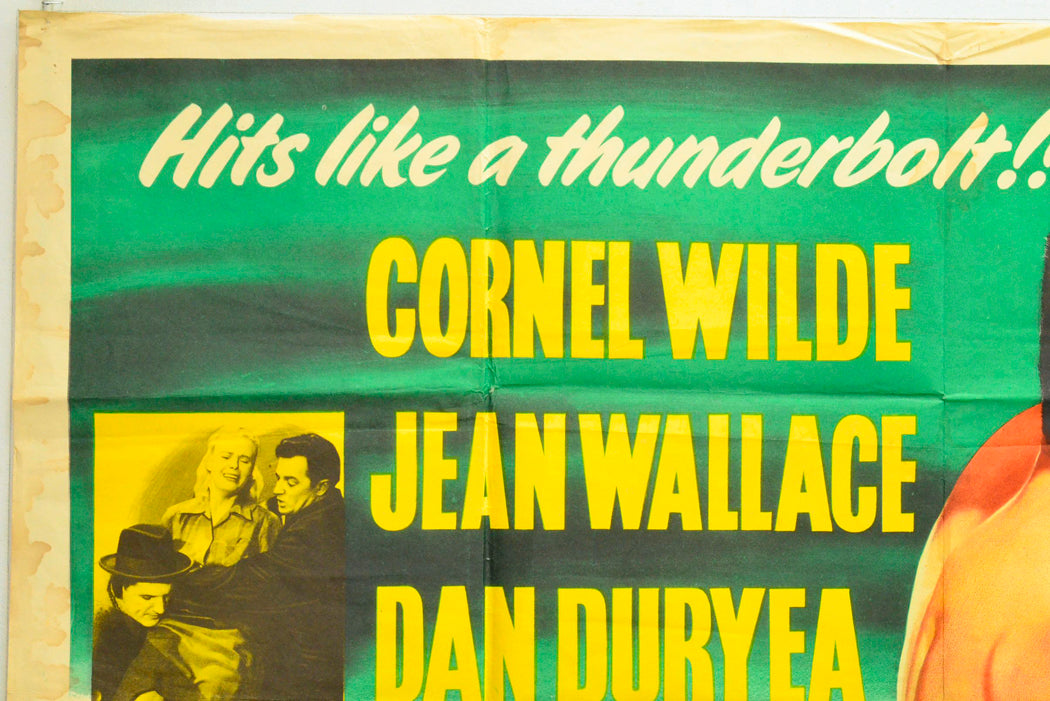 Hits like a thunderbolt!!
CORNEL WILDE
JEAN WALLACE
DAN DURYEA